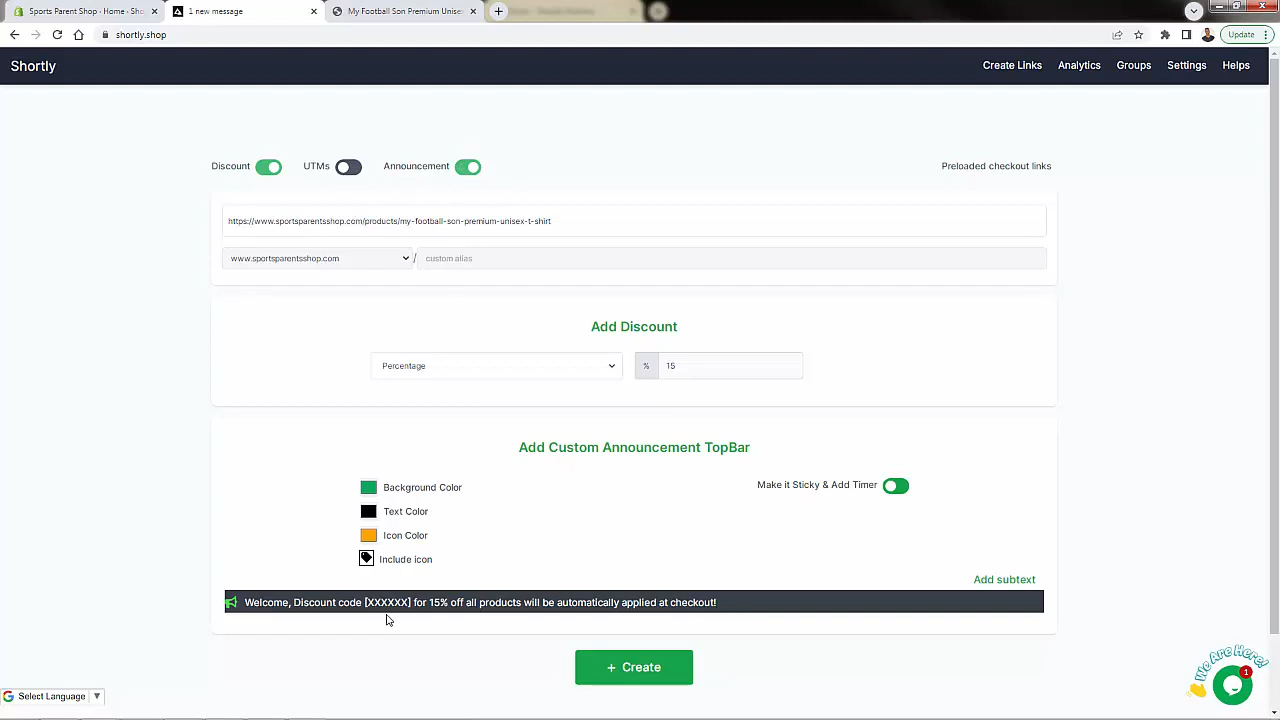 Sports Parent Shop - Home - Sho
1 new message
My Football Son Premium Unisex
shortly.shop
Update
Shortly
Create Links
Analytics
Groups
Settings
Helps
Discount
UTMs
Announcement
Preloaded checkout links
https://www.sportsparentsshop.com/products/my-football-son-premium-unisex-t-shirt
www.sportsparentsshop.com
/
custom alias
Add Discount
Percentage
%
15
Add Custom Announcement TopBar
Background Color
Make it Sticky & Add Timer
Text Color
Icon Color
Include icon
Add subtext
Welcome, Discount code [XXXXXX] for 15% off all products will be automatically applied at checkout!
+ Create
We Are Here!
1
G Select Language ▼